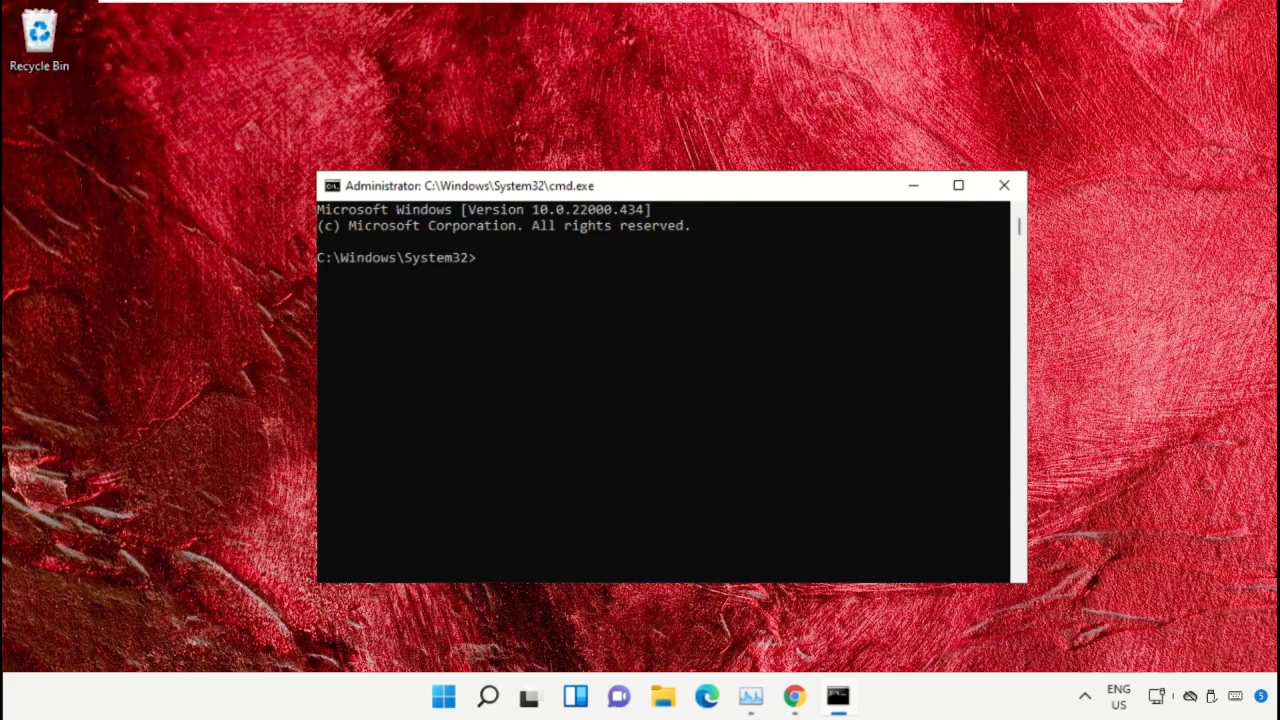 Recycle Bin
Administrator: C:\Windows\System32\cmd.exe
Microsoft Windows [Version 10.0.22000.434]
(c) Microsoft Corporation. All rights reserved.
C:\Windows\System32>
ENG
US
5